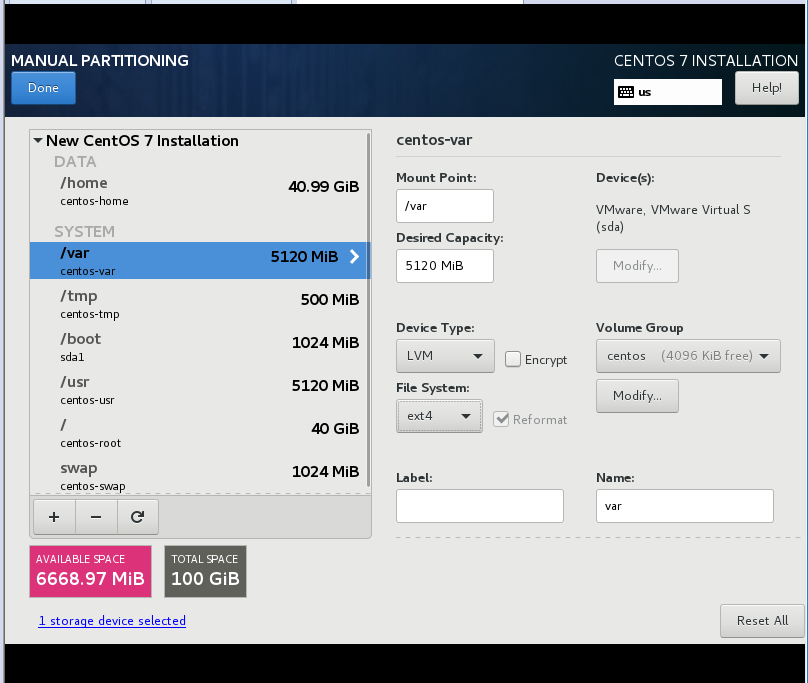 MANUAL PARTITIONING
CENTOS 7 INSTALLATION
Done
us
Help!
New CentOS 7 Installation
DATA
/home
40.99 GiB
centos-home
SYSTEM
/var
5120 MiB
centos-var
/tmp
500 MiB
centos-tmp
/boot
1024 MiB
sda1
/usr
5120 MiB
centos-usr
/
40 GiB
centos-root
swap
1024 MiB
centos-swap
+ −
AVAILABLE SPACE
6668.97 MiB
TOTAL SPACE
100 GiB
1 storage device selected
centos-var
Mount Point:
/var
Desired Capacity:
5120 MiB
Device(s):
VMware, VMware Virtual S
(sda)
Modify...
Device Type:
LVM
Encrypt
File System:
ext4
Reformat
Volume Group
centos (4096 KiB free)
Modify...
Label:
Name:
var
Reset All